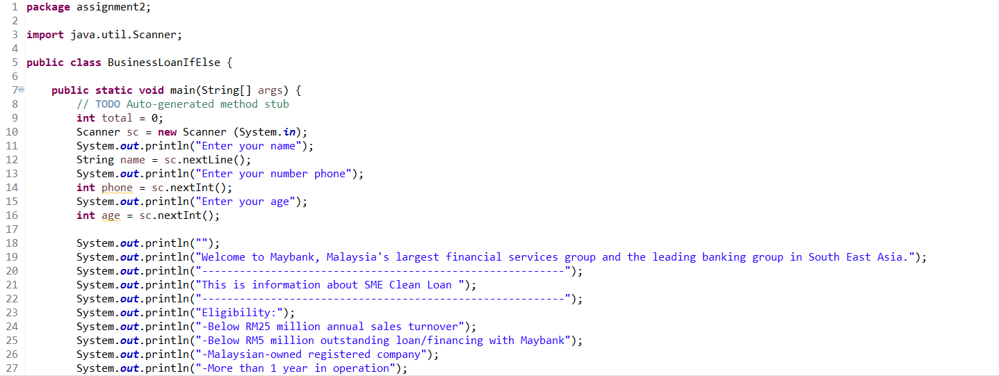 1 package assignment2;
2
3 import java.util.Scanner;
4
5 public class BusinessLoanIfElse {
6
7 public static void main(String[] args) {
8 // TODO Auto-generated method stub
9 int total = 0;
10 Scanner sc = new Scanner (System.in);
11 System.out.println("Enter your name");
12 String name = sc.nextLine();
13 System.out.println("Enter your number phone");
14 int phone = sc.nextInt();
15 System.out.println("Enter your age");
16 int age = sc.nextInt();
17
18 System.out.println("");
19 System.out.println("Welcome to Maybank, Malaysia's largest financial services group and the leading banking group in South East Asia.");
20 System.out.println("----------------------------------------------------------");
21 System.out.println("This is information about SME Clean Loan ");
22 System.out.println("----------------------------------------------------------");
23 System.out.println("Eligibility:");
24 System.out.println("-Below RM25 million annual sales turnover");
25 System.out.println("-Below RM5 million outstanding loan/financing with Maybank");
26 System.out.println("-Malaysian-owned registered company");
27 System.out.println("-More than 1 year in operation");